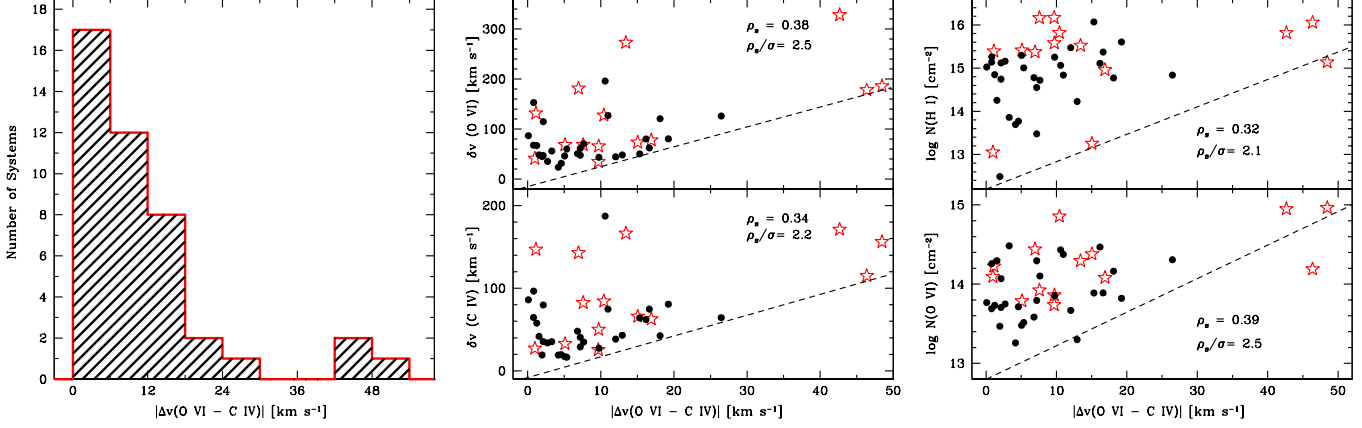 18
16
14
12
10
8
6
4
2
0
Number of Systems
0 12 24 36 48
|Δv(O VI − C IV)| [km s⁻¹]
300
200
100
0
δv (O VI) [km s⁻¹]
ρs = 0.38
ρs/σ= 2.5
200
100
0
δv (C IV) [km s⁻¹]
ρs = 0.34
ρs/σ= 2.2
0 10 20 30 40 50
|Δv(O VI − C IV)| [km s⁻¹]
16
15
14
13
log N(H I) [cm⁻²]
ρs = 0.32
ρs/σ= 2.1
15
14
13
log N(O VI) [cm⁻²]
ρs = 0.39
ρs/σ= 2.5
0 10 20 30 40 50
|Δv(O VI − C IV)| [km s⁻¹]